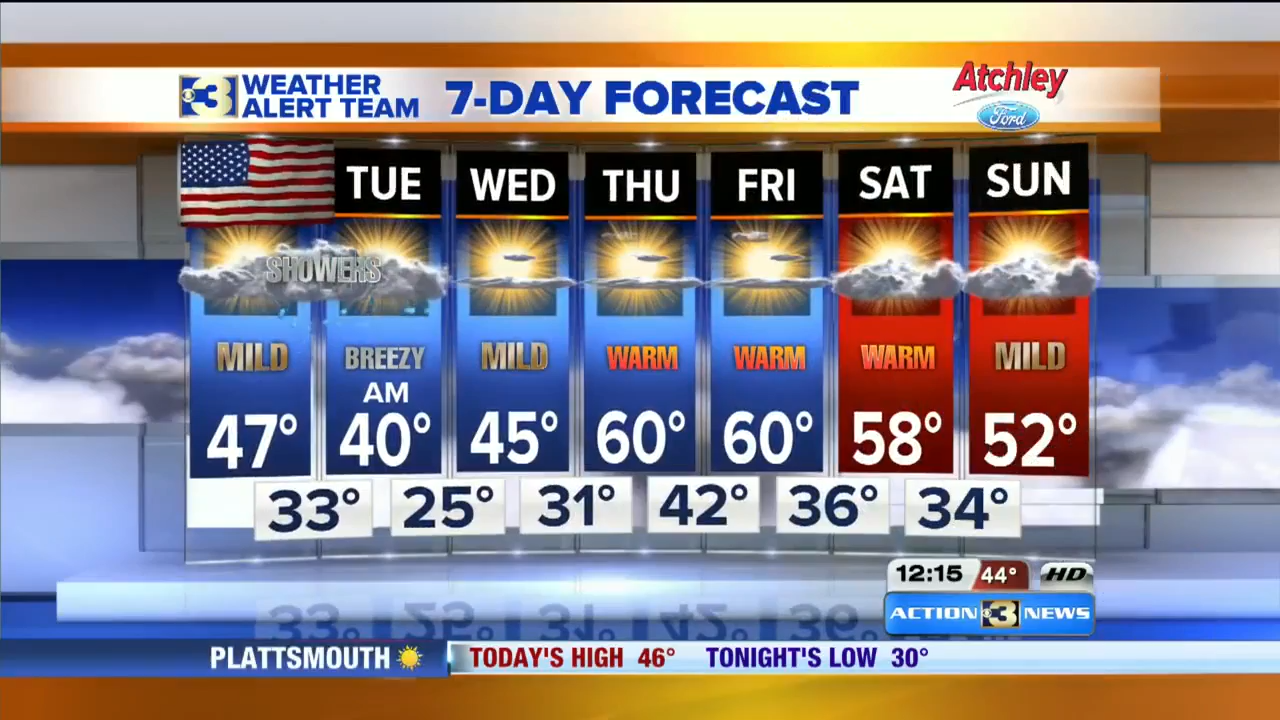 3 WEATHER ALERT TEAM
7-DAY FORECAST
Atchley
Ford
TUE WED THU FRI SAT SUN
SHOWERS
MILD BREEZY MILD WARM WARM WARM MILD
AM
47° 40° 45° 60° 60° 58° 52°
33° 25° 31° 42° 36° 34°
12:15 44° HD
ACTION 3 NEWS
PLATTSMOUTH TODAY'S HIGH 46° TONIGHT'S LOW 30°